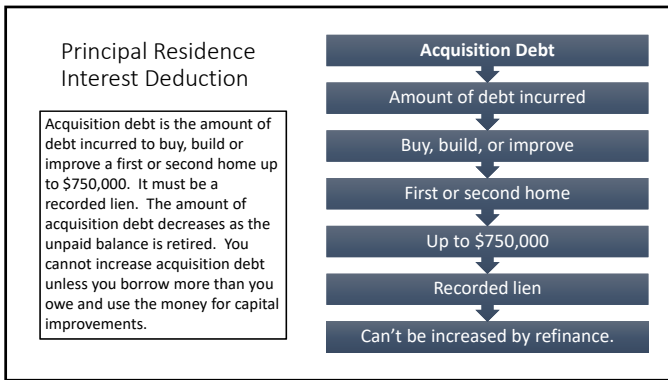 Principal Residence
Interest Deduction
Acquisition debt is the amount of
debt incurred to buy, build or
improve a first or second home up
to $750,000.  It must be a
recorded lien.  The amount of
acquisition debt decreases as the
unpaid balance is retired.  You
cannot increase acquisition debt
unless you borrow more than you
owe and use the money for capital
improvements.
Acquisition Debt
Amount of debt incurred
Buy, build, or improve
First or second home
Up to $750,000
Recorded lien
Can't be increased by refinance.